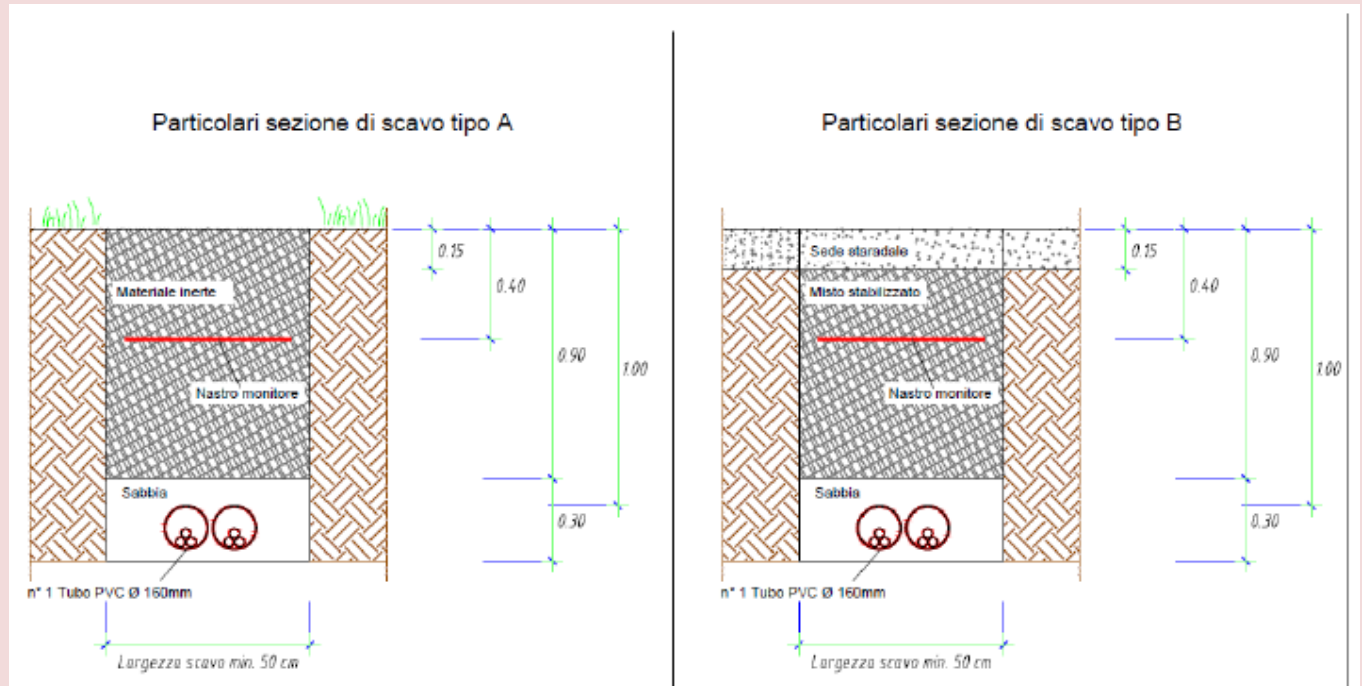 Particolari sezione di scavo tipo A
0.15
0.40
Materiale inerte
0.90
1.00
Nastro monitore
Sabbia
0.30
n° 1 Tubo PVC Ø 160mm
Largezza scavo min. 50 cm
Particolari sezione di scavo tipo B
Sede staradale
0.15
0.40
Misto stabilizzato
0.90
1.00
Nastro monitore
Sabbia
0.30
n° 1 Tubo PVC Ø 160mm
Largezza scavo min. 50 cm